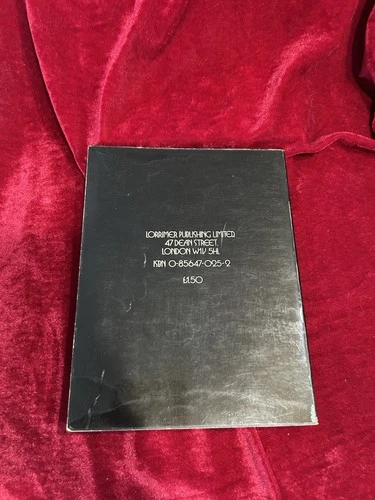 LORRIMER PUBLISHING LIMITED
47 DEAN STREET,
LONDON W1V 5HL
ISBN 0-85647-025-2
£1.50